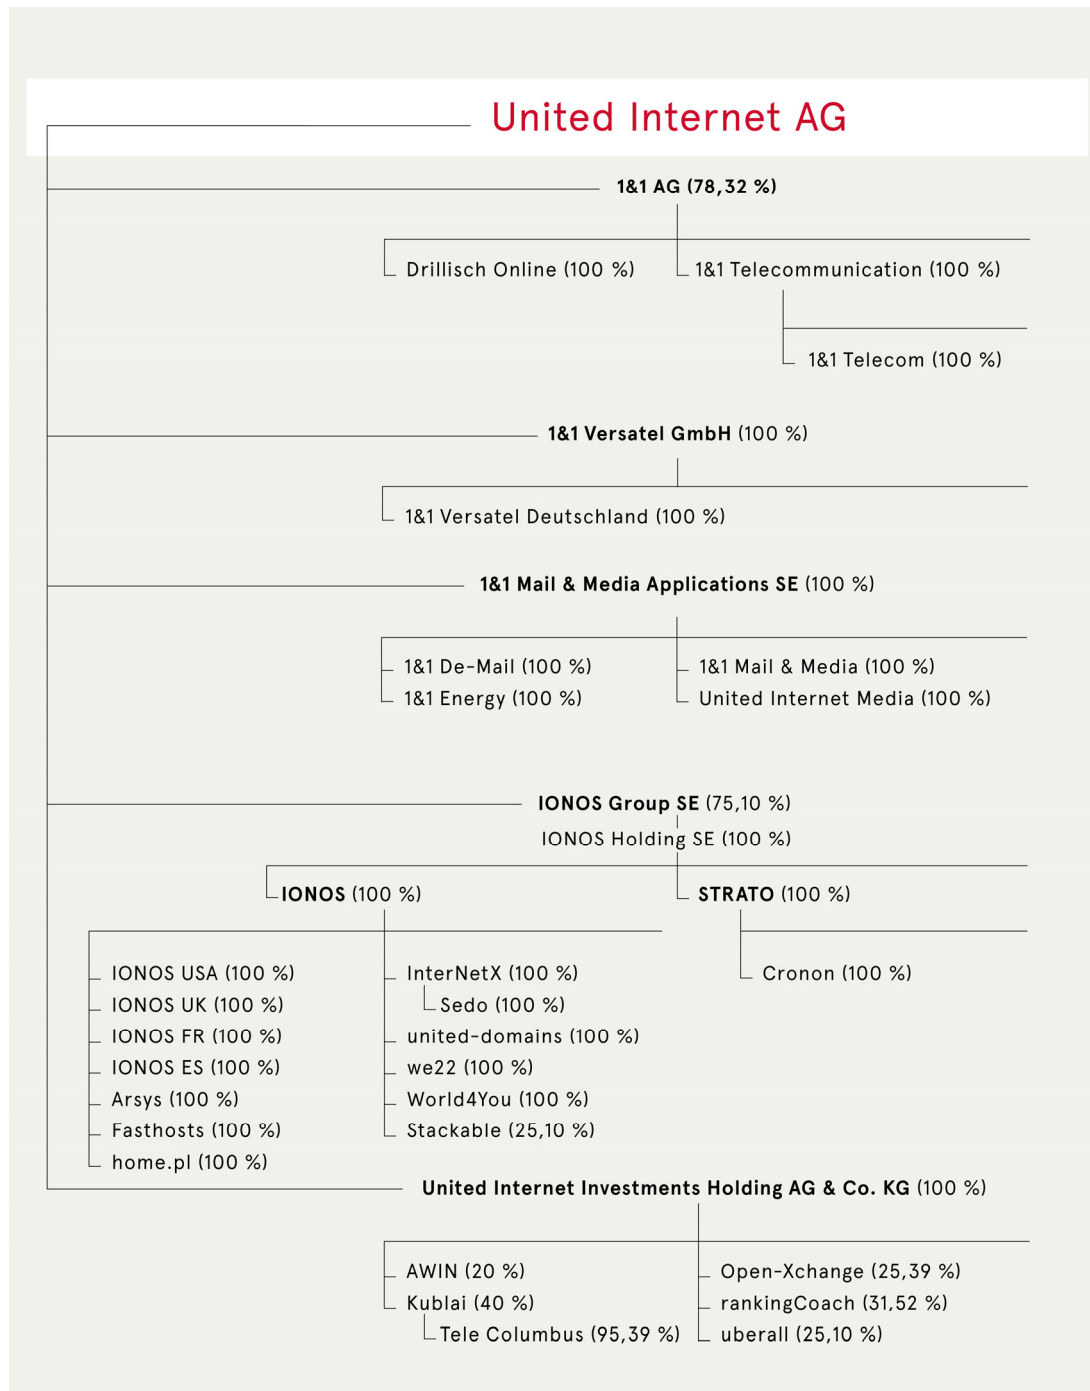 United Internet AG
1&1 AG (78,32 %)
Drillisch Online (100 %)
1&1 Telecommunication (100 %)
1&1 Telecom (100 %)
1&1 Versatel GmbH (100 %)
1&1 Versatel Deutschland (100 %)
1&1 Mail & Media Applications SE (100 %)
1&1 De-Mail (100 %)
1&1 Energy (100 %)
1&1 Mail & Media (100 %)
United Internet Media (100 %)
IONOS Group SE (75,10 %)
IONOS Holding SE (100 %)
IONOS (100 %)
STRATO (100 %)
IONOS USA (100 %)
IONOS UK (100 %)
IONOS FR (100 %)
IONOS ES (100 %)
Arsys (100 %)
Fasthosts (100 %)
home.pl (100 %)
InterNetX (100 %)
Sedo (100 %)
united-domains (100 %)
we22 (100 %)
World4You (100 %)
Stackable (25,10 %)
Cronon (100 %)
United Internet Investments Holding AG & Co. KG (100 %)
AWIN (20 %)
Kublai (40 %)
Tele Columbus (95,39 %)
Open-Xchange (25,39 %)
rankingCoach (31,52 %)
uberall (25,10 %)